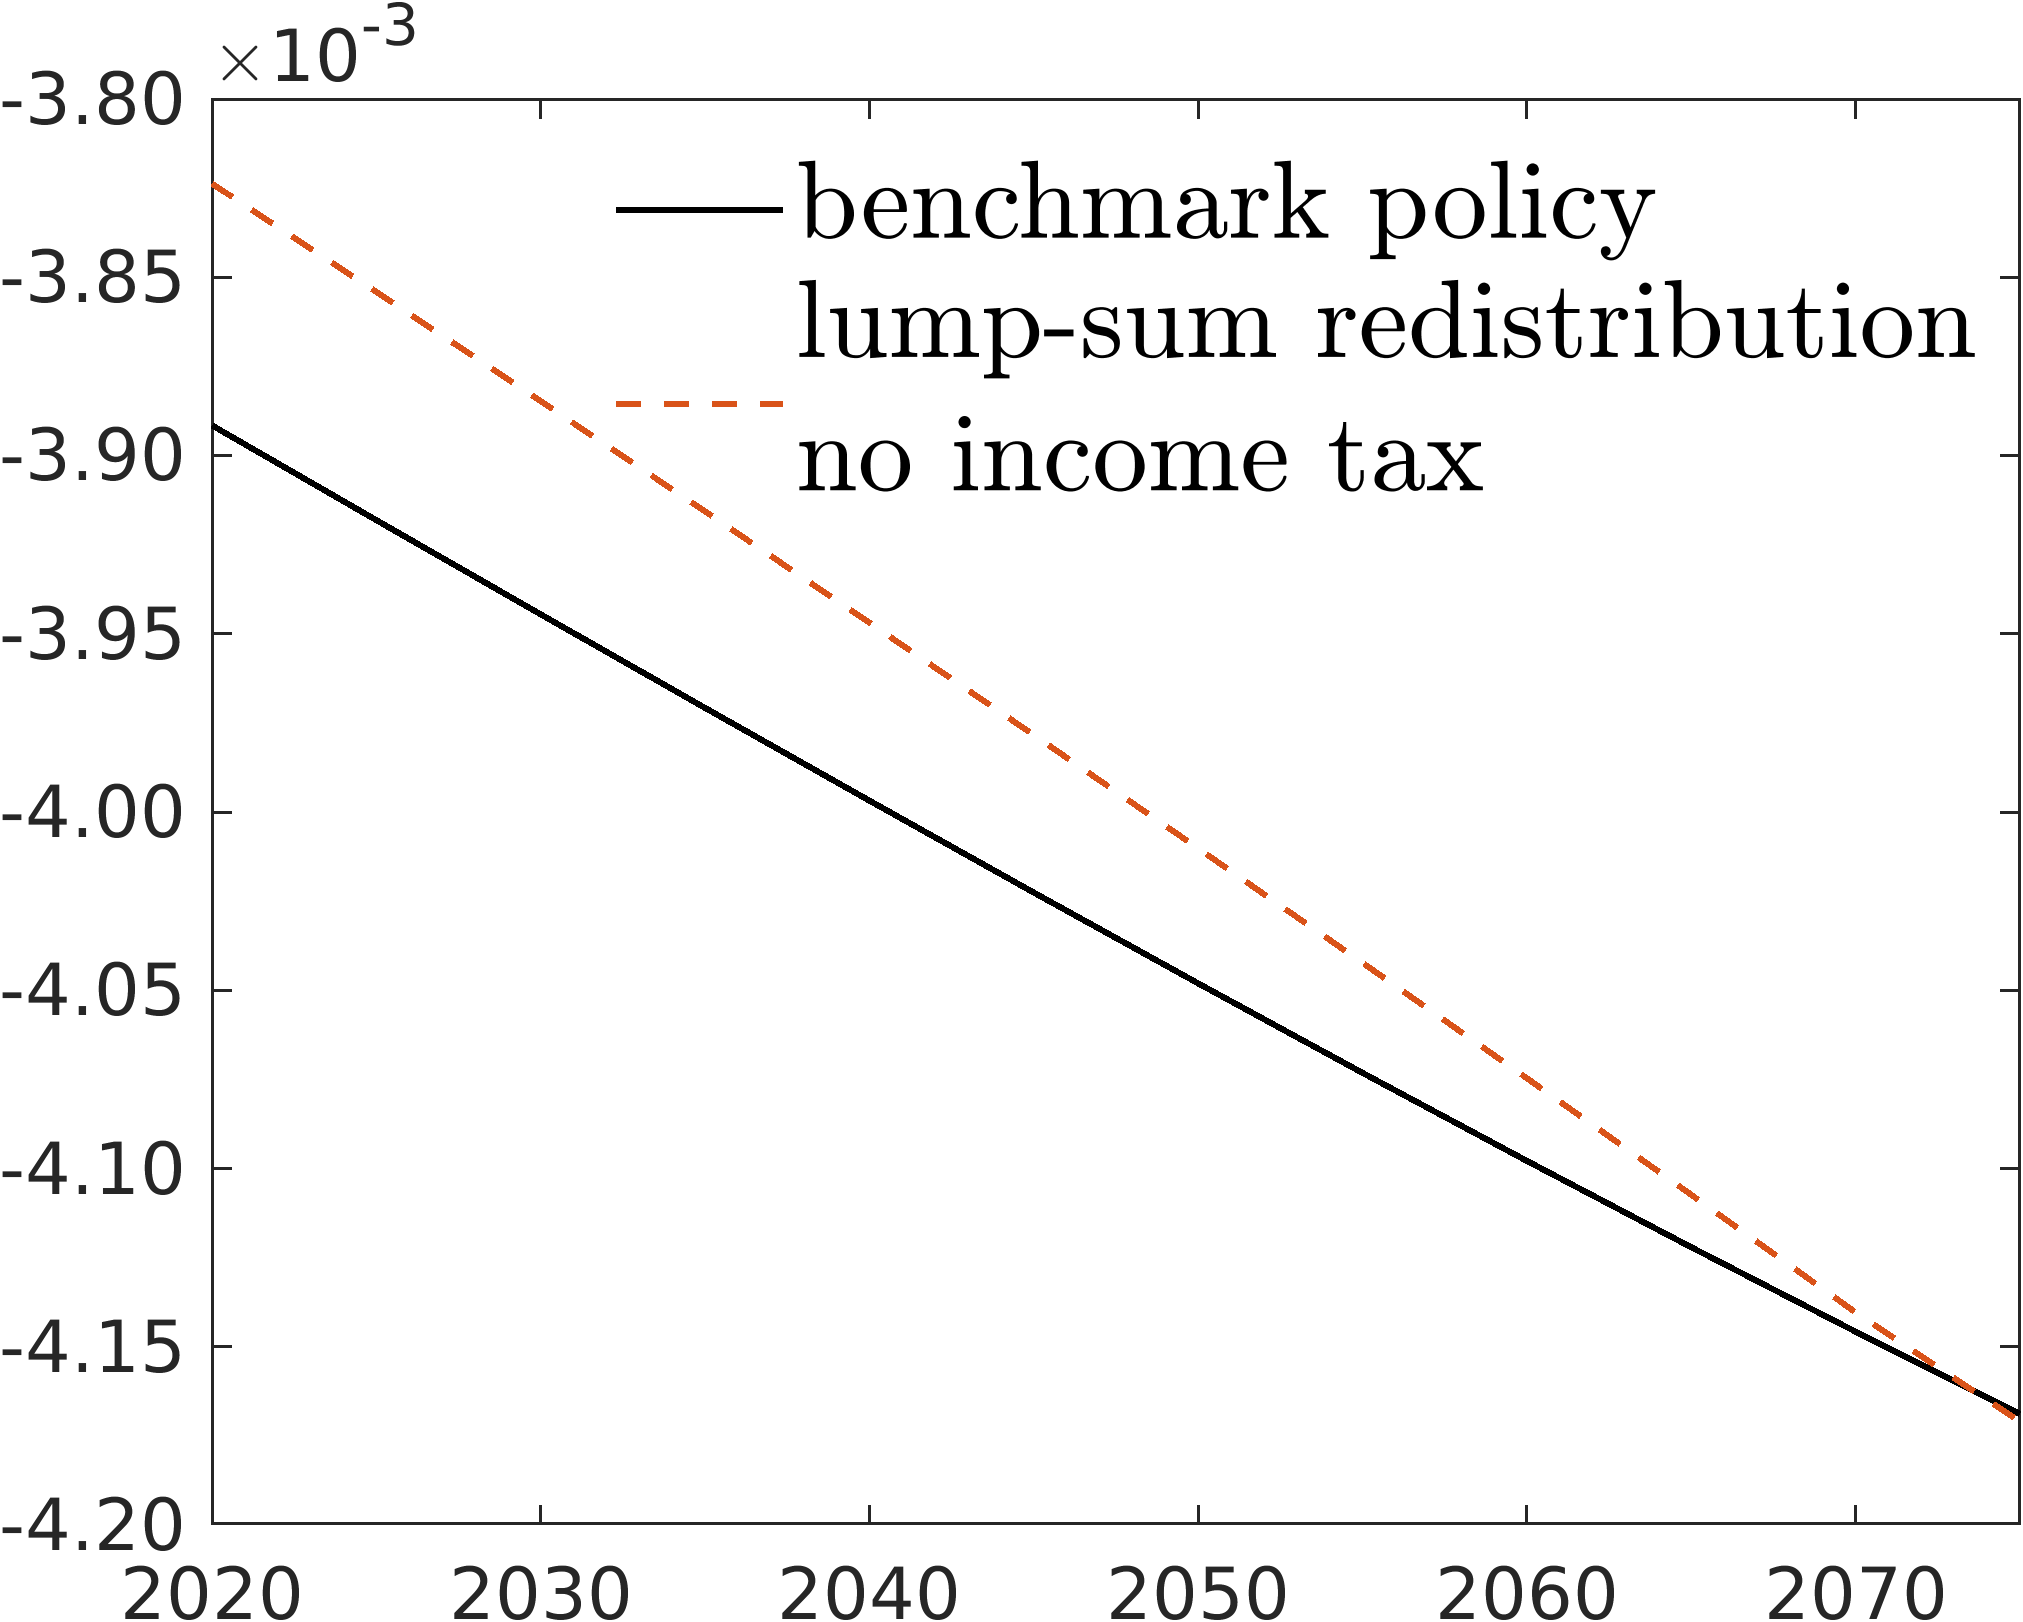 ×10-3
-3.80
benchmark policy
-3.85
lump-sum redistribution
no income tax
-3.90
-3.95
-4.00
-4.05
-4.10
-4.15
-4.20
2020 2030 2040 2050 2060 2070